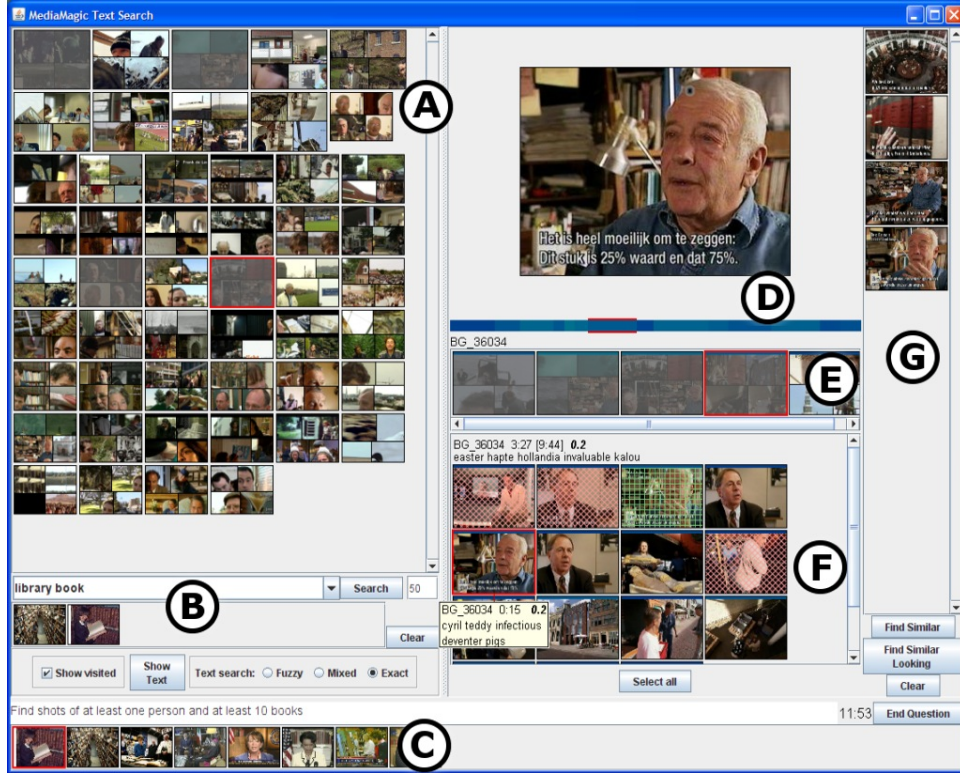 MediaMagic Text Search
A
Het is heel moeilijk om te zeggen:
Dit stuk is 25% waard en dat 75%.
D
G
BG_36034
E
BG_36034 3:27 [9:44] 0.2
easter hapte hollandia invaluable kalou
F
library book
Search
50
B
BG_36034 0:15 0.2
cyril teddy infectious
deventer pigs
Clear
Show visited
Show
Text
Text search:
Fuzzy
Mixed
Exact
Select all
Find Similar
Find Similar
Looking
Clear
Find shots of at least one person and at least 10 books
11:53
End Question
C